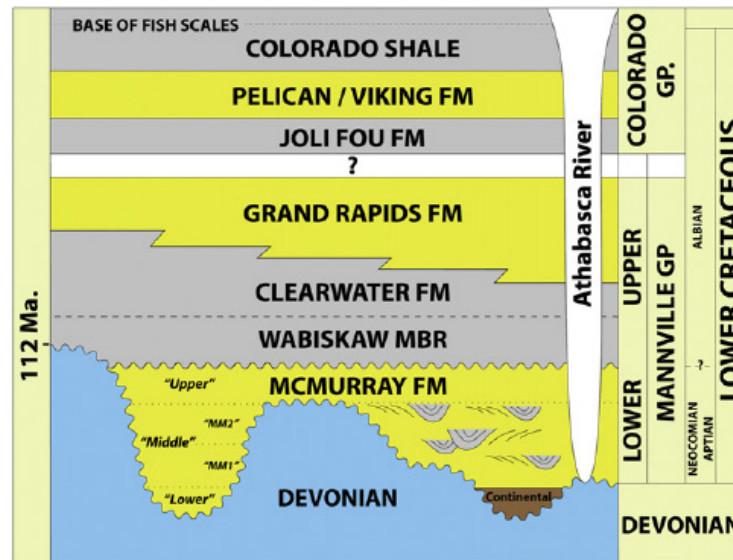 BASE OF FISH SCALES
COLORADO SHALE
PELICAN / VIKING FM
JOLI FOU FM
?
GRAND RAPIDS FM
CLEARWATER FM
WABISKAW MBR
"Upper"
MCMURRAY FM
"MM2"
"Middle"
"MM1"
"Lower"
DEVONIAN
Continental
112 Ma.
Athabasca River
COLORADO
GP.
UPPER
LOWER
MANNVILLE GP
ALBIAN
?
NEOCOMIAN
APTIAN
LOWER CRETACEOUS
DEVONIAN